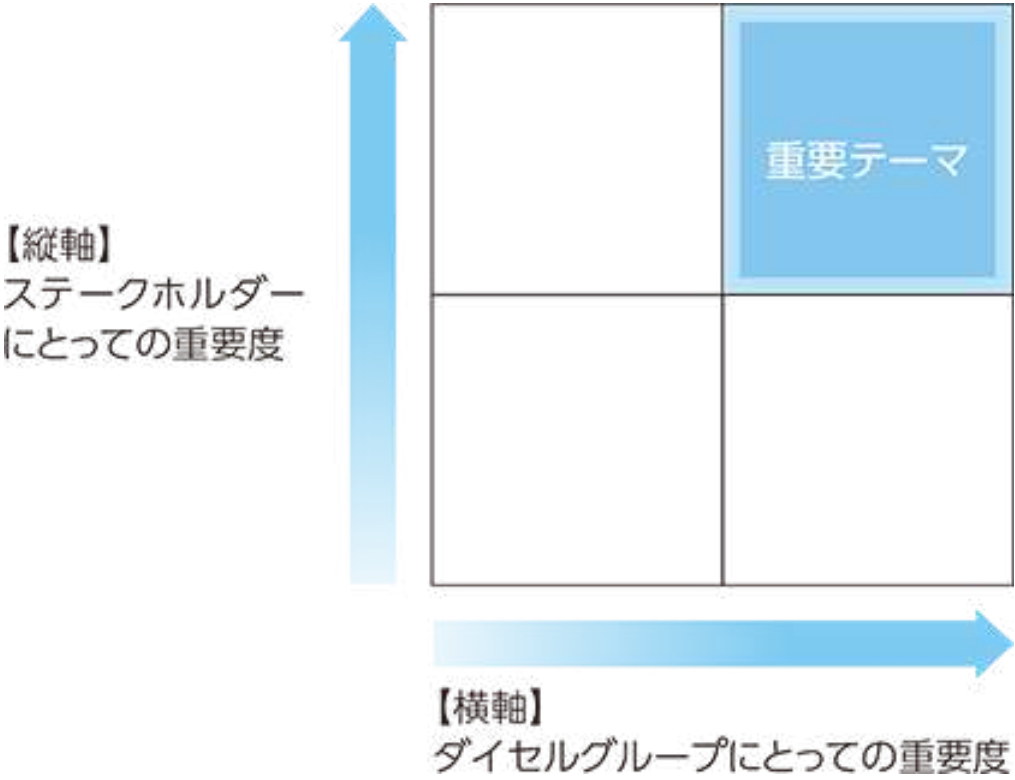 重要テーマ
【縦軸】
ステークホルダー
にとっての重要度
【横軸】
ダイセルグループにとっての重要度